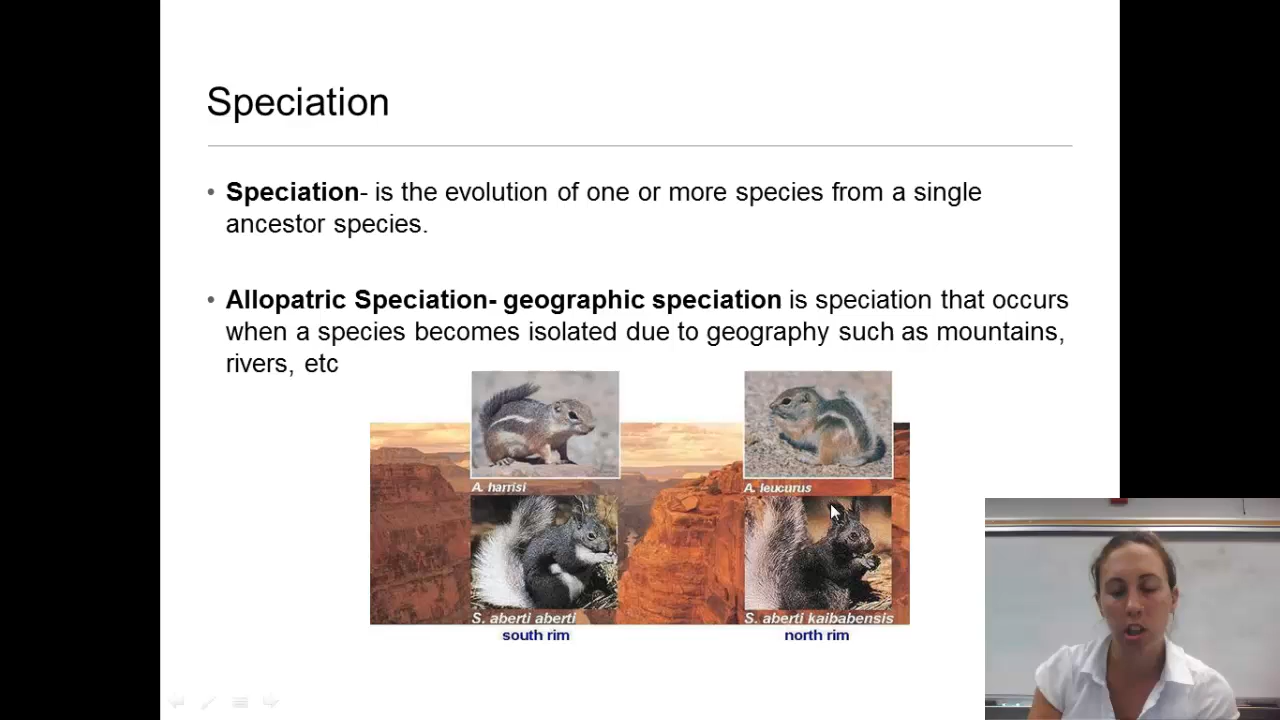 Speciation
• Speciation- is the evolution of one or more species from a single
ancestor species.
• Allopatric Speciation- geographic speciation is speciation that occurs
when a species becomes isolated due to geography such as mountains,
rivers, etc
A. harrisi
A. leucurus
S. aberti aberti
S. aberti kaibabensis
south rim
north rim